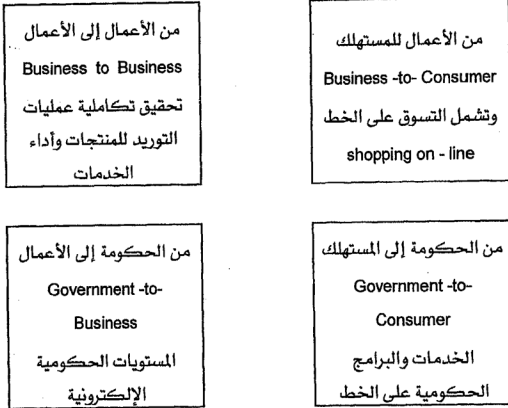 من الأعمال للمستهلك
Business -to- Consumer
وتشمل التسوق على الخط
shopping on - line
من الأعمال إلى الأعمال
Business to Business
تحقيق تكاملية عمليات
التوريد للمنتجات وأداء
الخدمات
من الحكومة إلى المستهلك
Government -to-
Consumer
الخدمات والبرامج
الحكومية على الخط
من الحكومة إلى الأعمال
Government -to-
Business
المستويات الحكومية
الإلكترونية